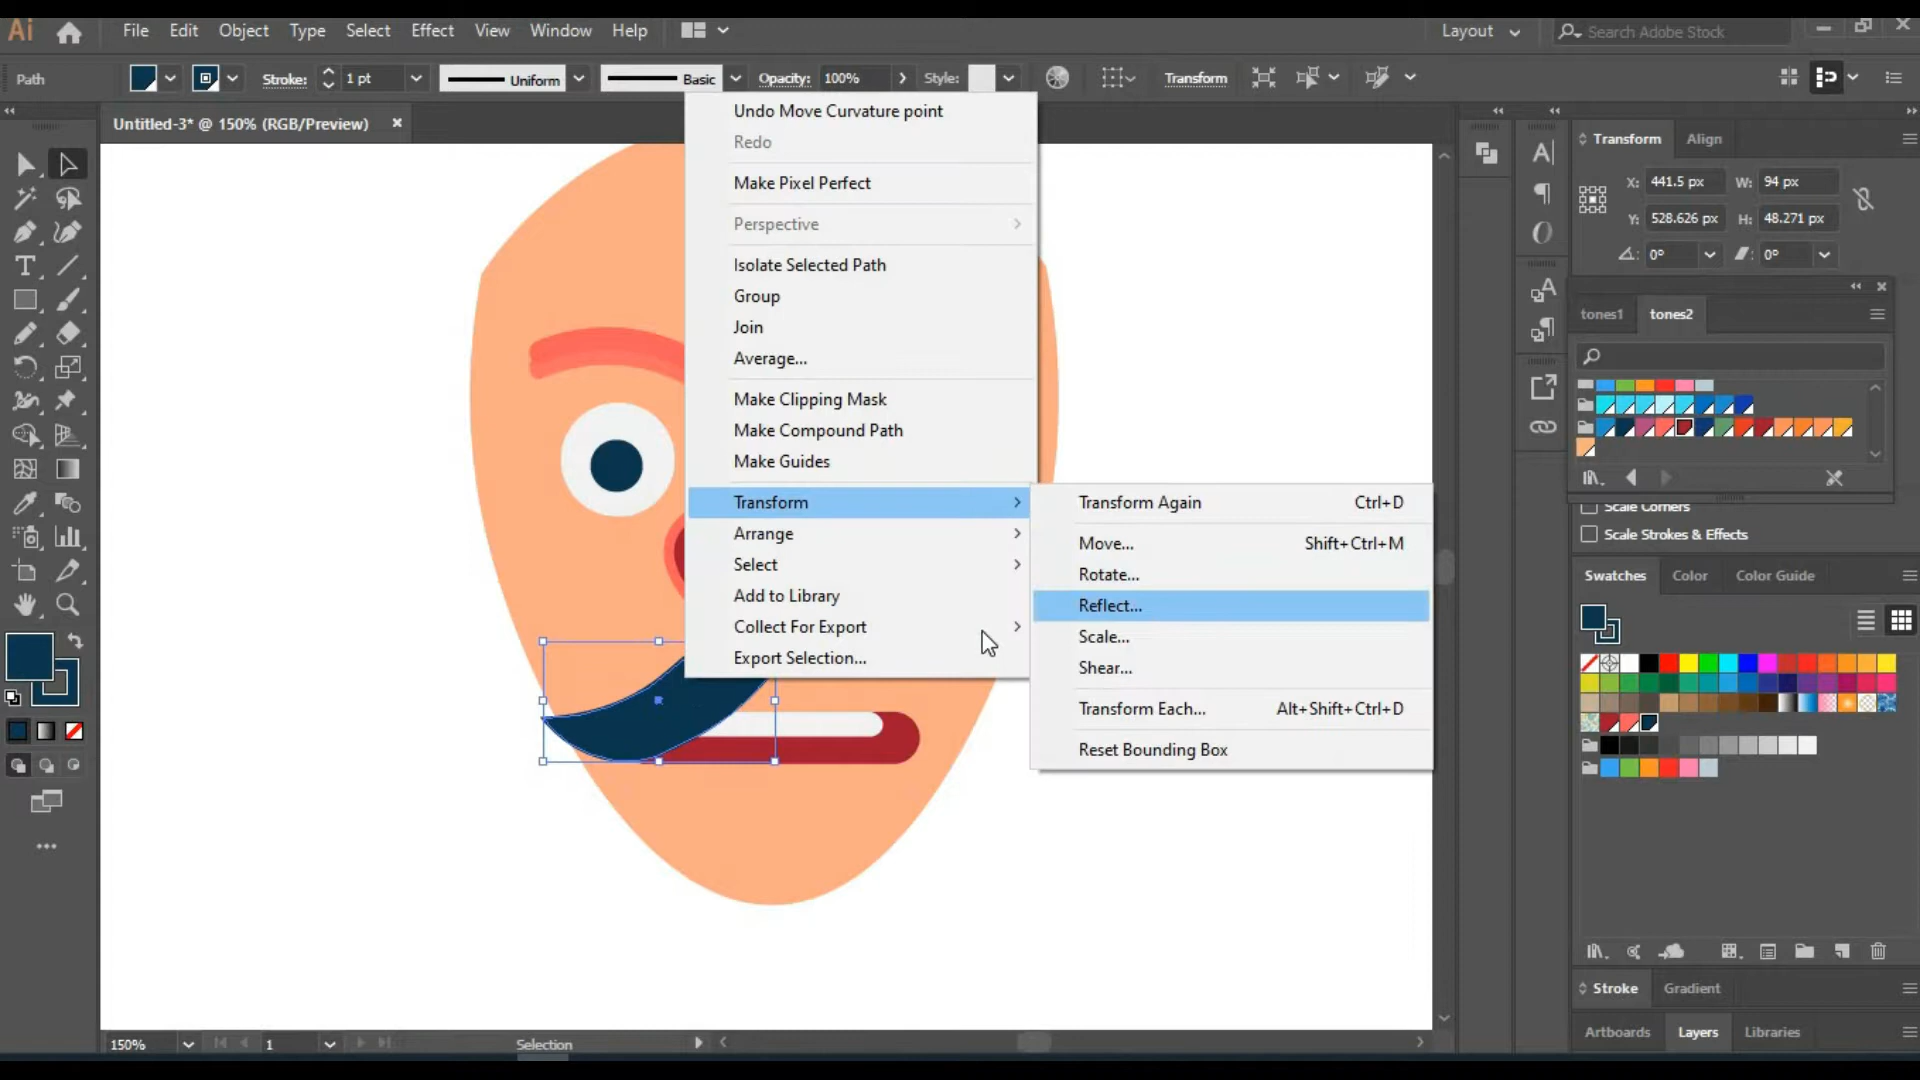 Ai File Edit Object Type Select Effect View Window Help Layout Search Adobe Stock
Path Stroke: 1 pt Uniform Basic Opacity: 100% Style: Transform
Untitled-3* @ 150% (RGB/Preview)
Undo Move Curvature point
Redo
Make Pixel Perfect
Perspective
Isolate Selected Path
Group
Join
Average...
Make Clipping Mask
Make Compound Path
Make Guides
Transform
Arrange
Select
Add to Library
Collect For Export
Export Selection...
Transform Again Ctrl+D
Move... Shift+Ctrl+M
Rotate...
Reflect...
Scale...
Shear...
Transform Each... Alt+Shift+Ctrl+D
Reset Bounding Box
Transform Align
X: 441.5 px W: 94 px
Y: 528.626 px H: 48.271 px
0° 0°
tones1 tones2
Scale Corners
Scale Strokes & Effects
Swatches Color Color Guide
Stroke Gradient
Artboards Layers Libraries
150% 1 Selection